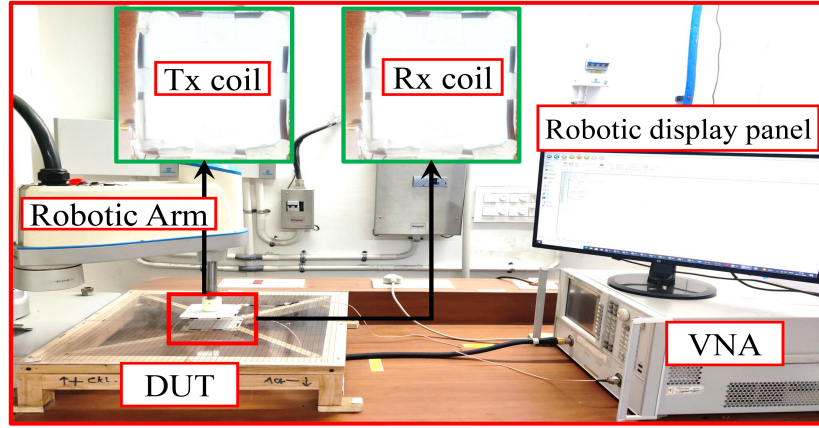 Tx coil
Rx coil
Robotic display panel
Robotic Arm
DUT
VNA